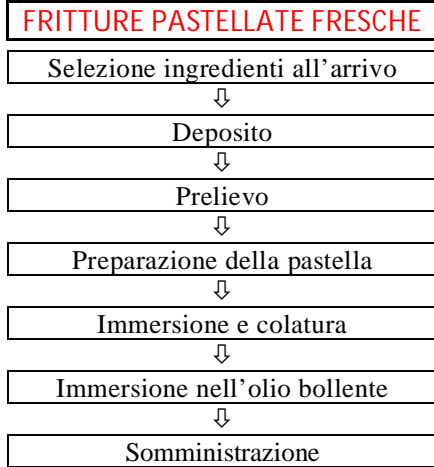 FRITTURE PASTELLATE FRESCHE
Selezione ingredienti all'arrivo
⇩
Deposito
⇩
Prelievo
⇩
Preparazione della pastella
⇩
Immersione e colatura
⇩
Immersione nell'olio bollente
⇩
Somministrazione